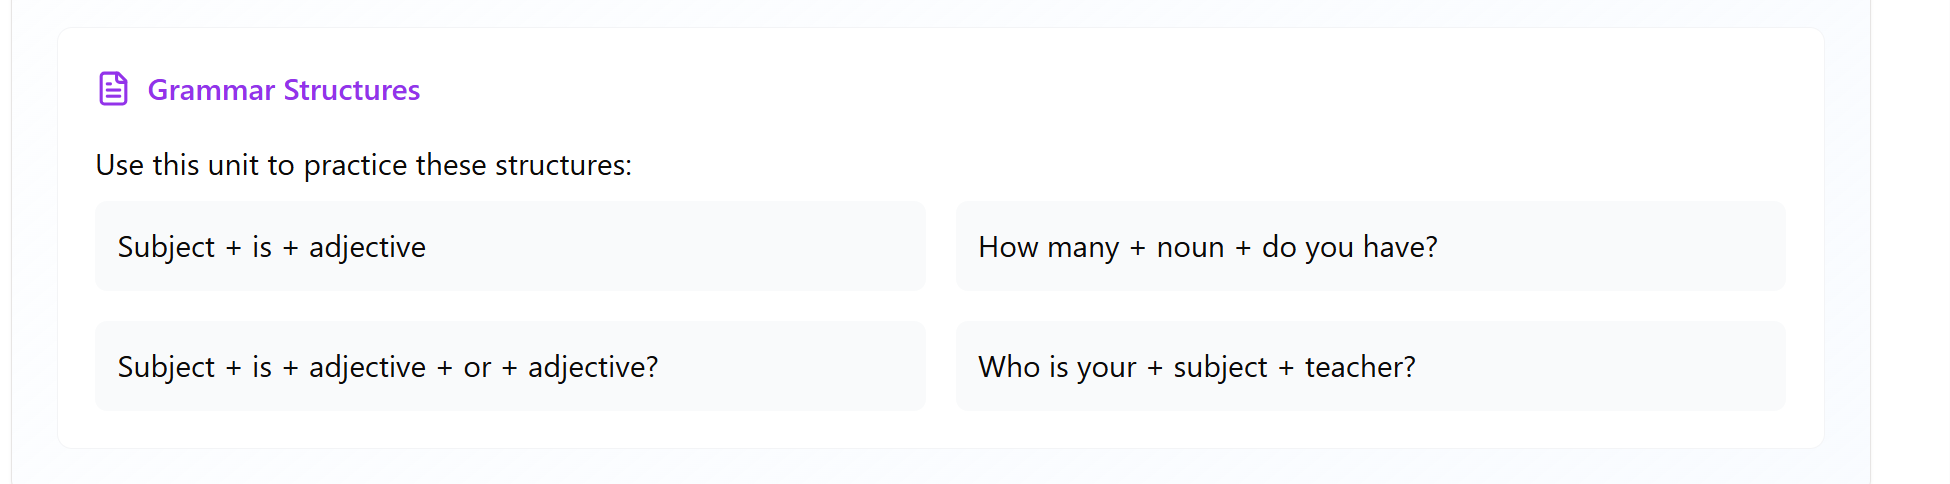 Grammar Structures
Use this unit to practice these structures:
Subject + is + adjective
How many + noun + do you have?
Subject + is + adjective + or + adjective?
Who is your + subject + teacher?